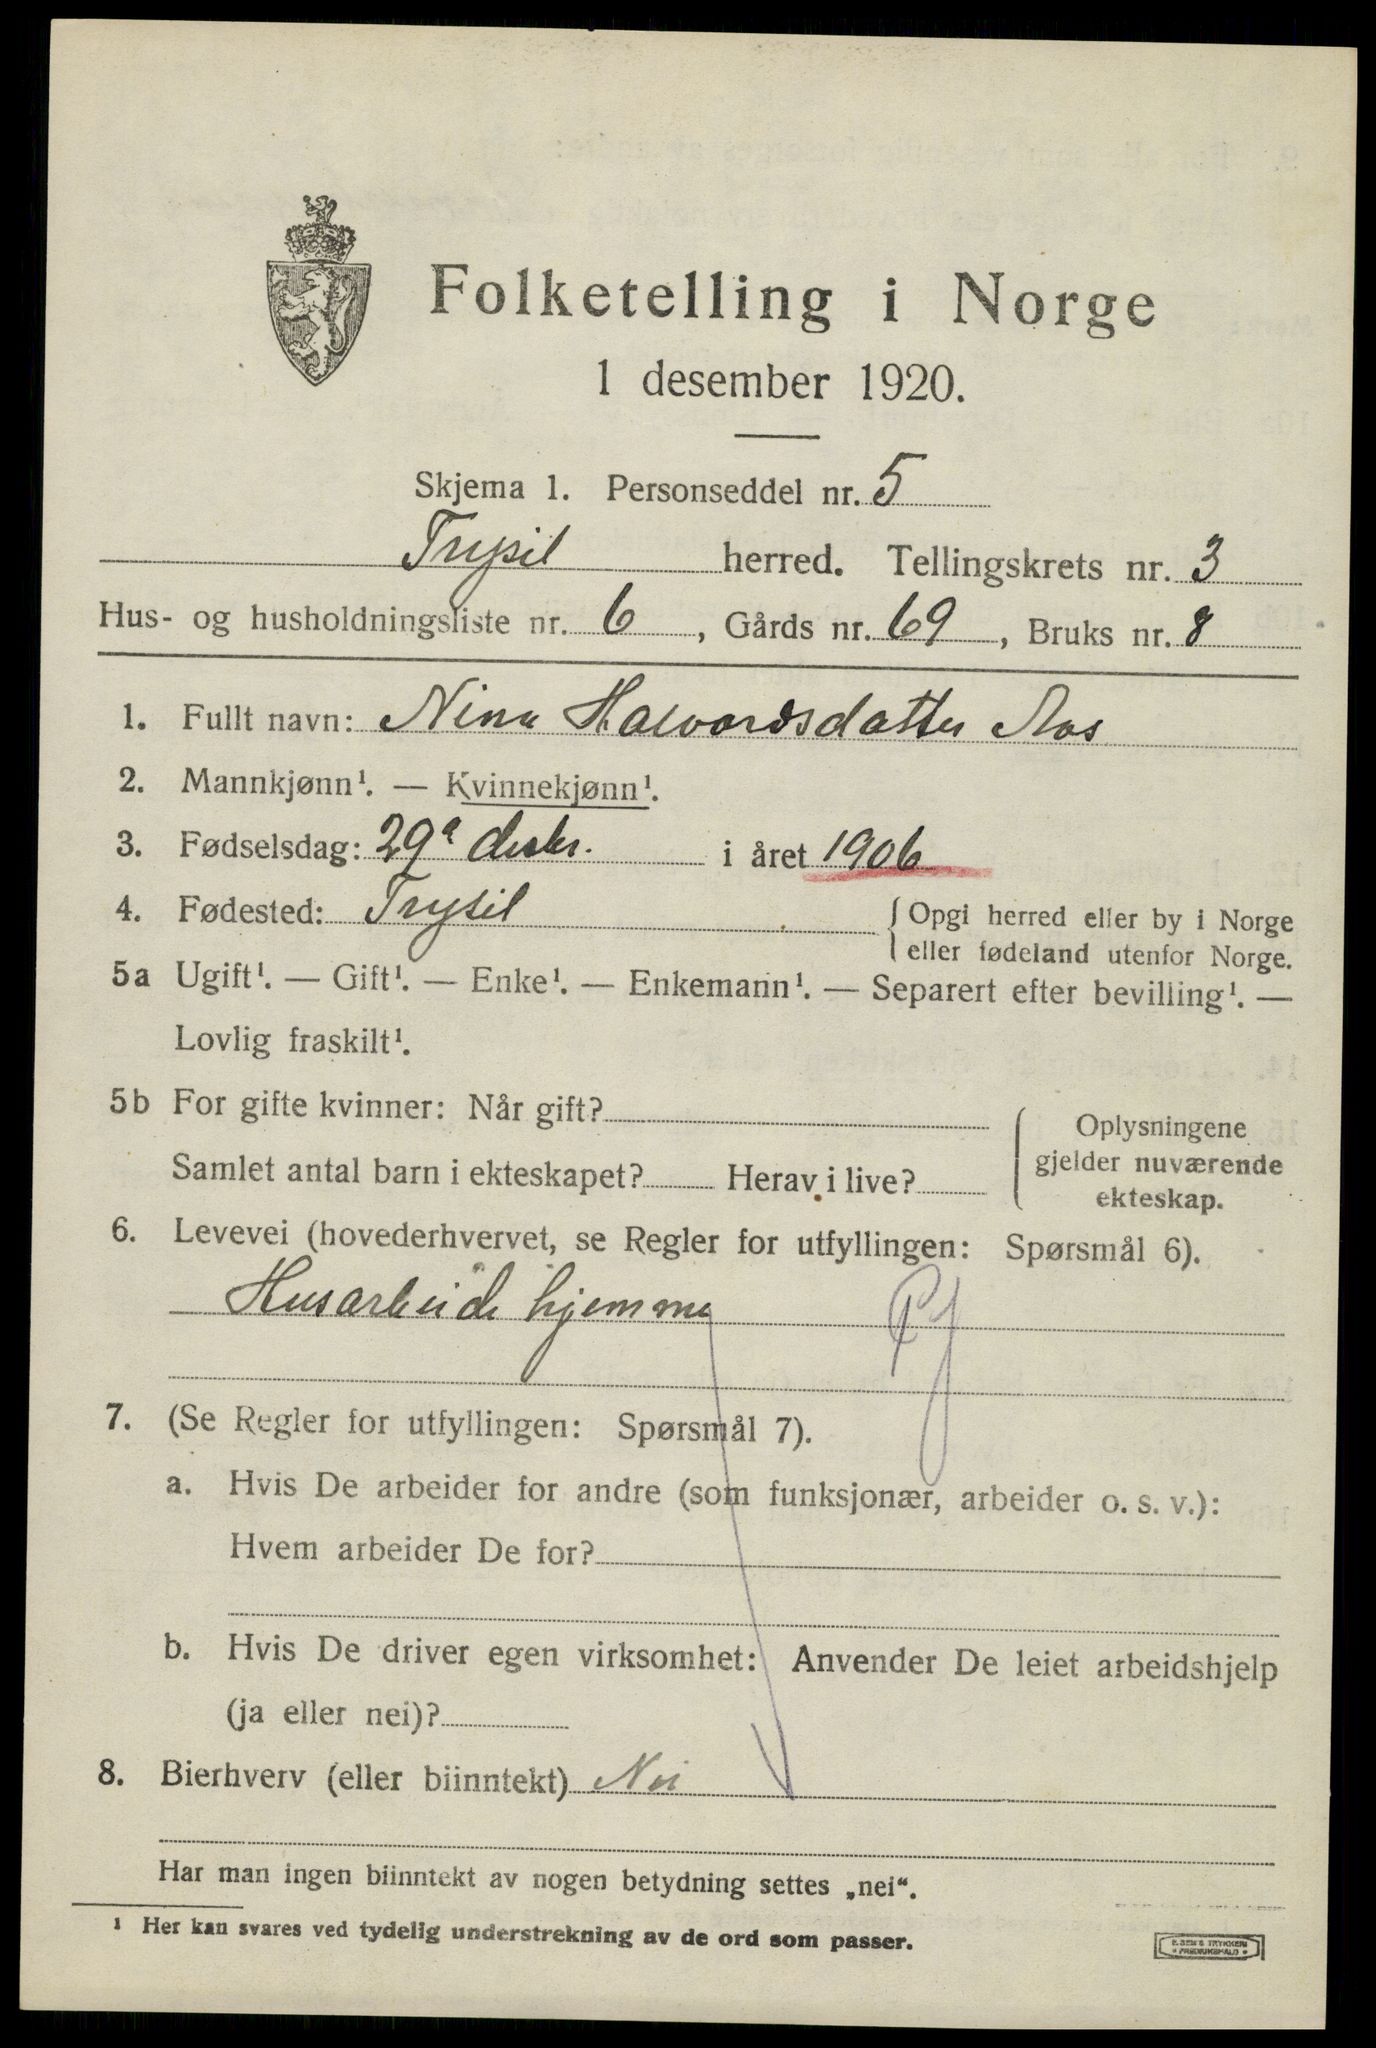 Folketelling i Norge
1 desember 1920.
Skjema 1. Personseddel nr. 5
Trysil herred. Tellingskrets nr. 3
Hus- og husholdningsliste nr. 6, Gårds nr. 69, Bruks nr. 8
1. Fullt navn: Nina Halvordsdatter Aas
2. Mannkjønn¹. — Kvinnekjønn¹.
3. Fødselsdag: 29ª desbr. i året 1906
4. Fødested: Trysil { Opgi herred eller by i Norge
eller fødeland utenfor Norge.
5a Ugift¹. — Gift¹. — Enke¹. — Enkemann¹. — Separert efter bevilling¹. —
Lovlig fraskilt¹.
5b For gifte kvinner: Når gift?
Samlet antal barn i ekteskapet? Herav i live?
Oplysningene
gjelder nuværende
ekteskap.
6. Levevei (hovederhvervet, se Regler for utfyllingen: Spørsmål 6).
Husarbeide hjemme
7. (Se Regler for utfyllingen: Spørsmål 7).
a. Hvis De arbeider for andre (som funksjonær, arbeider o. s. v.):
Hvem arbeider De for?
b. Hvis De driver egen virksomhet: Anvender De leiet arbeidshjelp
(ja eller nei)?
8. Bierhverv (eller biinntekt) Nei
Har man ingen biinntekt av nogen betydning settes „nei“.
¹ Her kan svares ved tydelig understrekning av de ord som passer.